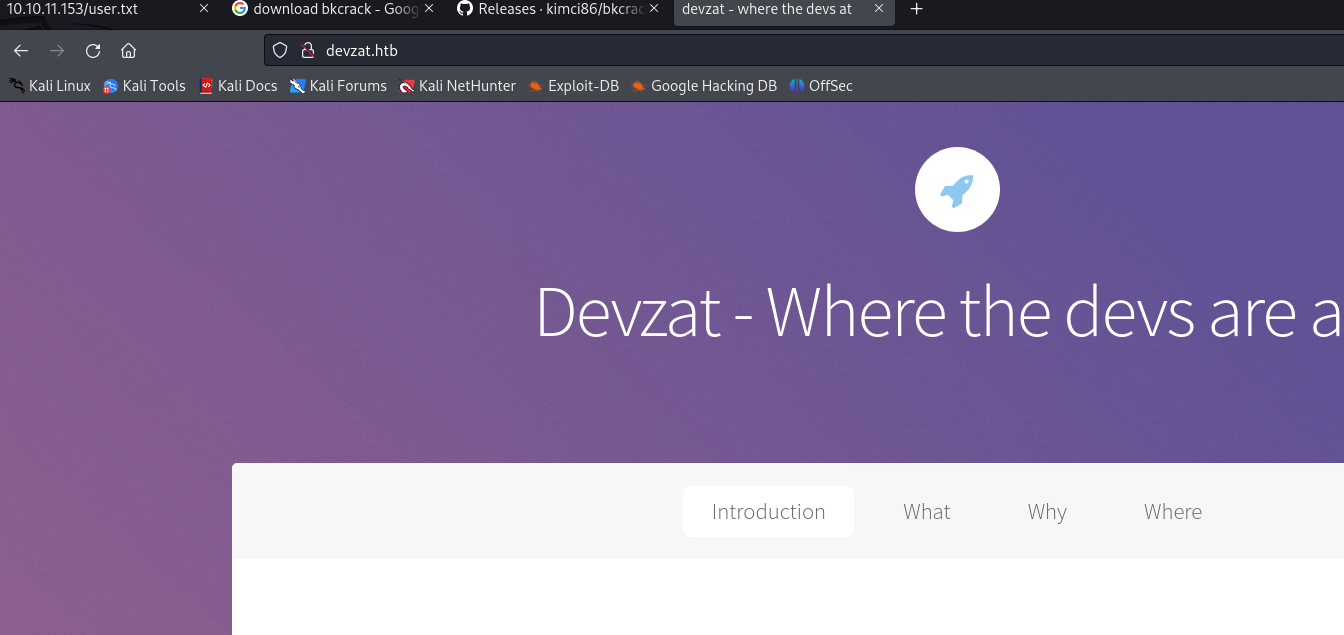 10.10.11.153/user.txt download bkcrack - Goog Releases · kimci86/bkcrac devzat - where the devs at
devzat.htb
Kali Linux Kali Tools Kali Docs Kali Forums Kali NetHunter Exploit-DB Google Hacking DB OffSec
Devzat - Where the devs are a
Introduction What Why Where